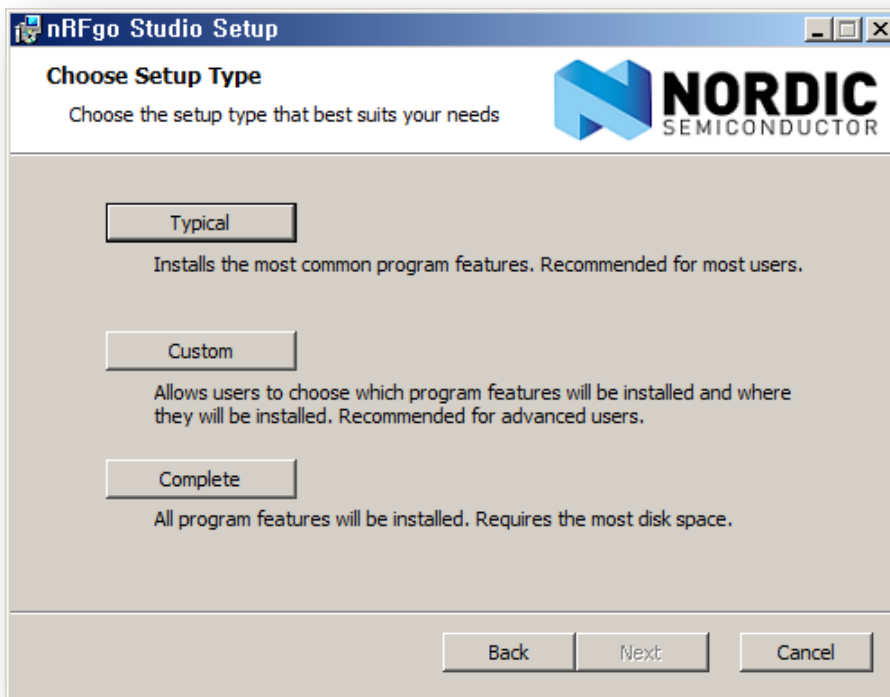 nRFgo Studio Setup
Choose Setup Type
Choose the setup type that best suits your needs
NORDIC
SEMICONDUCTOR
Typical
Installs the most common program features. Recommended for most users.
Custom
Allows users to choose which program features will be installed and where
they will be installed. Recommended for advanced users.
Complete
All program features will be installed. Requires the most disk space.
Back
Next
Cancel